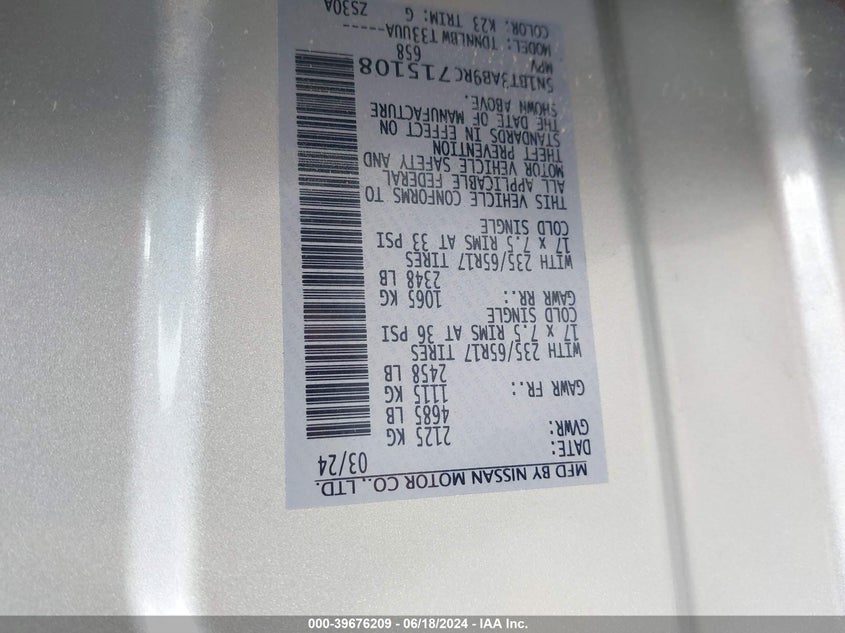 MFD BY NISSAN MOTOR CO., LTD.
DATE: 03/24
GVWR: 2125 KG
4685 LB
GAWR FR.: 1115 KG
2458 LB
WITH 235/65R17 TIRES
17 x 7.5 RIMS AT 36 PSI
COLD SINGLE
GAWR RR.: 1065 KG
2348 LB
WITH 235/65R17 TIRES
17 x 7.5 RIMS AT 33 PSI
COLD SINGLE
THIS VEHICLE CONFORMS TO
ALL APPLICABLE FEDERAL
MOTOR VEHICLE SAFETY AND
THEFT PREVENTION
STANDARDS IN EFFECT ON
THE DATE OF MANUFACTURE
SHOWN ABOVE.
5N1BT3AB9RC715108
MPV 658
MODEL: TDNNLBW T33UUA-----
COLOR: K23 TRIM: G ZS30A
000-39676209 - 06/18/2024 - IAA Inc.